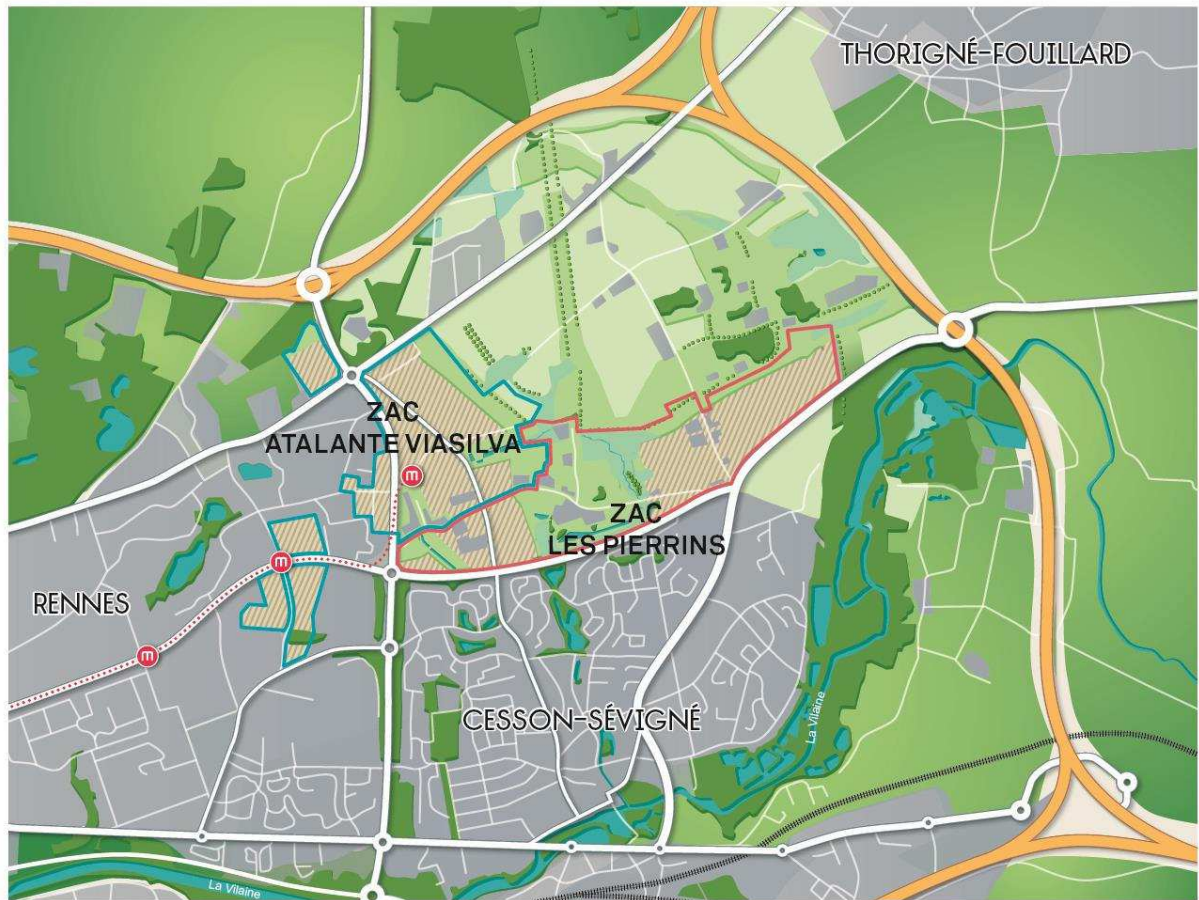 THORIGNÉ-FOUILLARD
ZAC
ATALANTE VIASILVA
m
ZAC
LES PIERRINS
m
RENNES
m
CESSON-SÉVIGNÉ
La Vilaine
La Vilaine